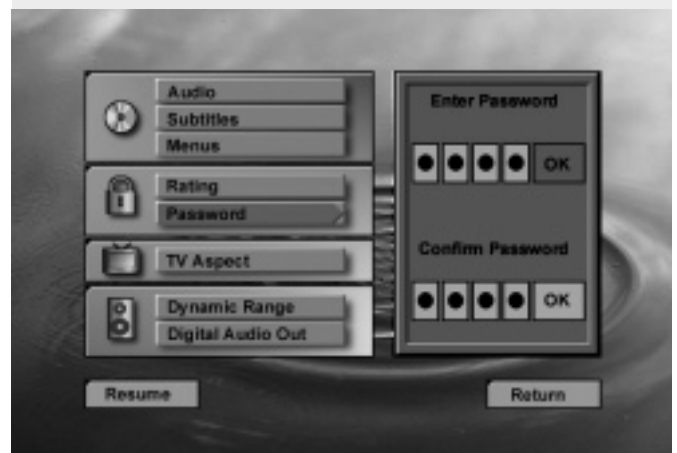 Audio
Subtitles
Menus
Rating
Password
TV Aspect
Dynamic Range
Digital Audio Out
Enter Password
OK
Confirm Password
OK
Resume
Return